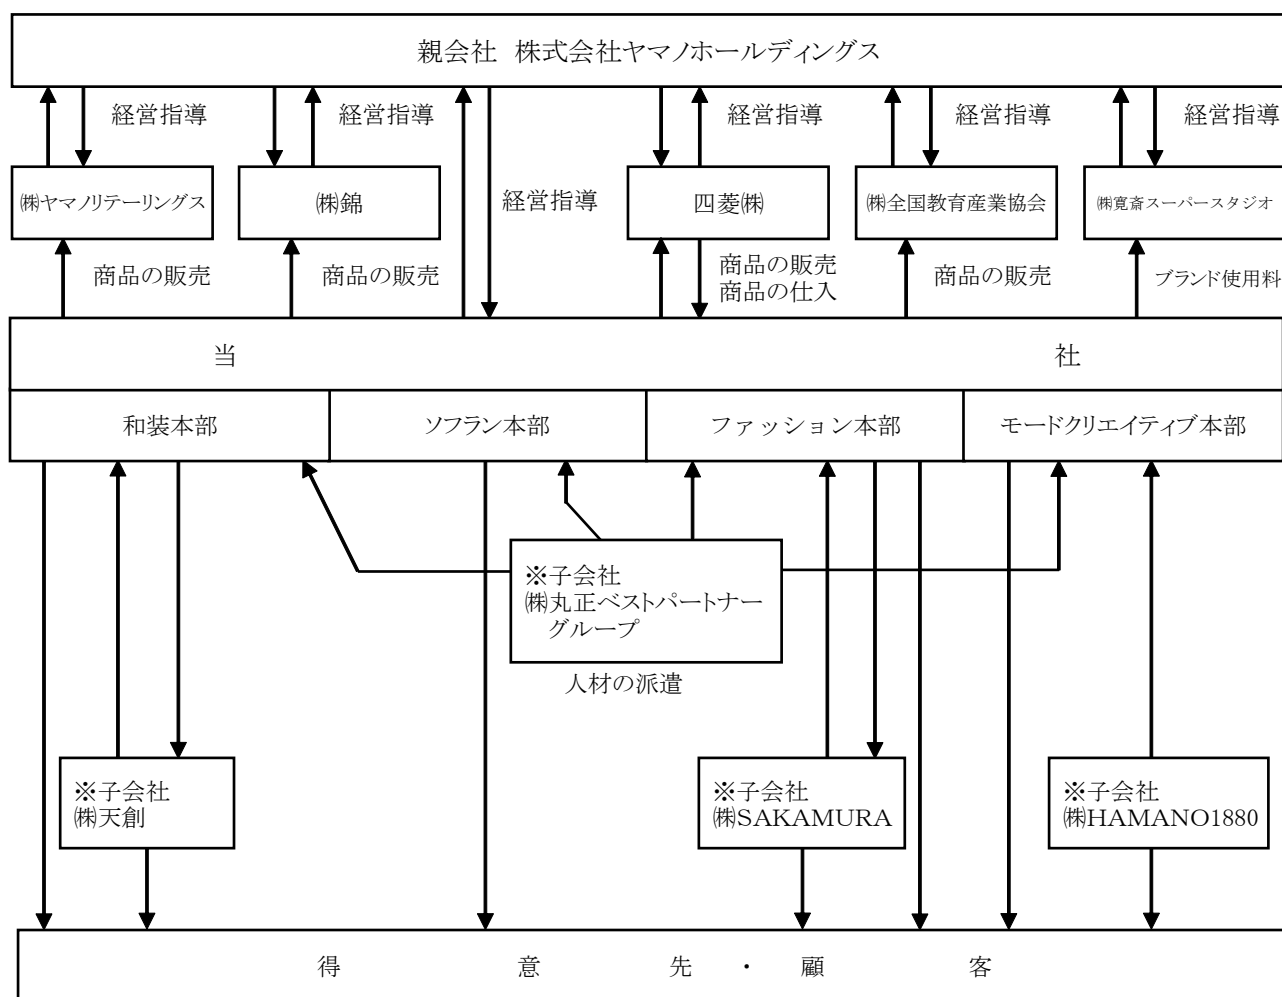 親会社 株式会社ヤマノホールディングス
経営指導 経営指導 経営指導 経営指導 経営指導
㈱ヤマノリテーリングス ㈱錦 経営指導 四菱㈱ ㈱全国教育産業協会 ㈱寛斎スーパースタジオ
商品の販売 商品の販売 商品の販売 商品の販売 ブランド使用料
商品の仕入
当 社
和装本部 ソフラン本部 ファッション本部 モードクリエイティブ本部
※子会社
㈱丸正ベストパートナー
グループ
人材の派遣
※子会社 ※子会社 ※子会社
㈱天創 ㈱SAKAMURA ㈱HAMANO1880
得 意 先 ・ 顧 客